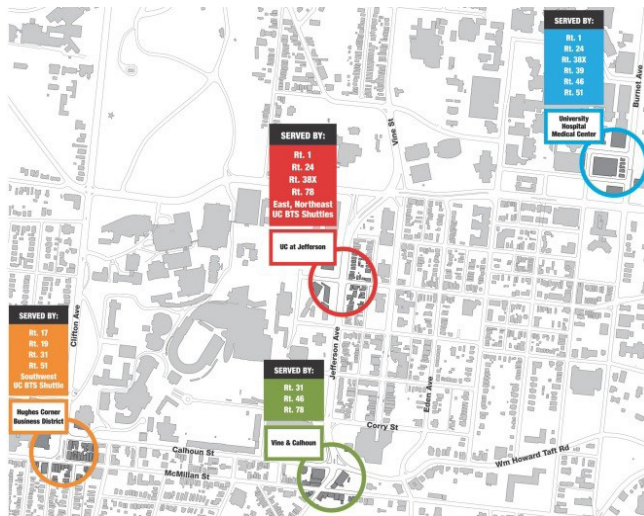 SERVED BY:
Rt. 1
Rt. 24
Rt. 38X
Rt. 39
Rt. 46
Rt. 51
University
Hospital
Medical Center
Burnet Ave
Vine St
SERVED BY:
Rt. 1
Rt. 24
Rt. 38X
Rt. 78
East, Northeast
UC BTS Shuttles
UC at Jefferson
Clifton Ave
SERVED BY:
Rt. 17
Rt. 19
Rt. 31
Rt. 51
Southwest
UC BTS Shuttle
Hughes Corner
Business District
Jefferson Ave
SERVED BY:
Rt. 31
Rt. 46
Rt. 78
Vine & Calhoun
Eden Ave
Corry St
Calhoun St
McMillan St
Wm Howard Taft Rd